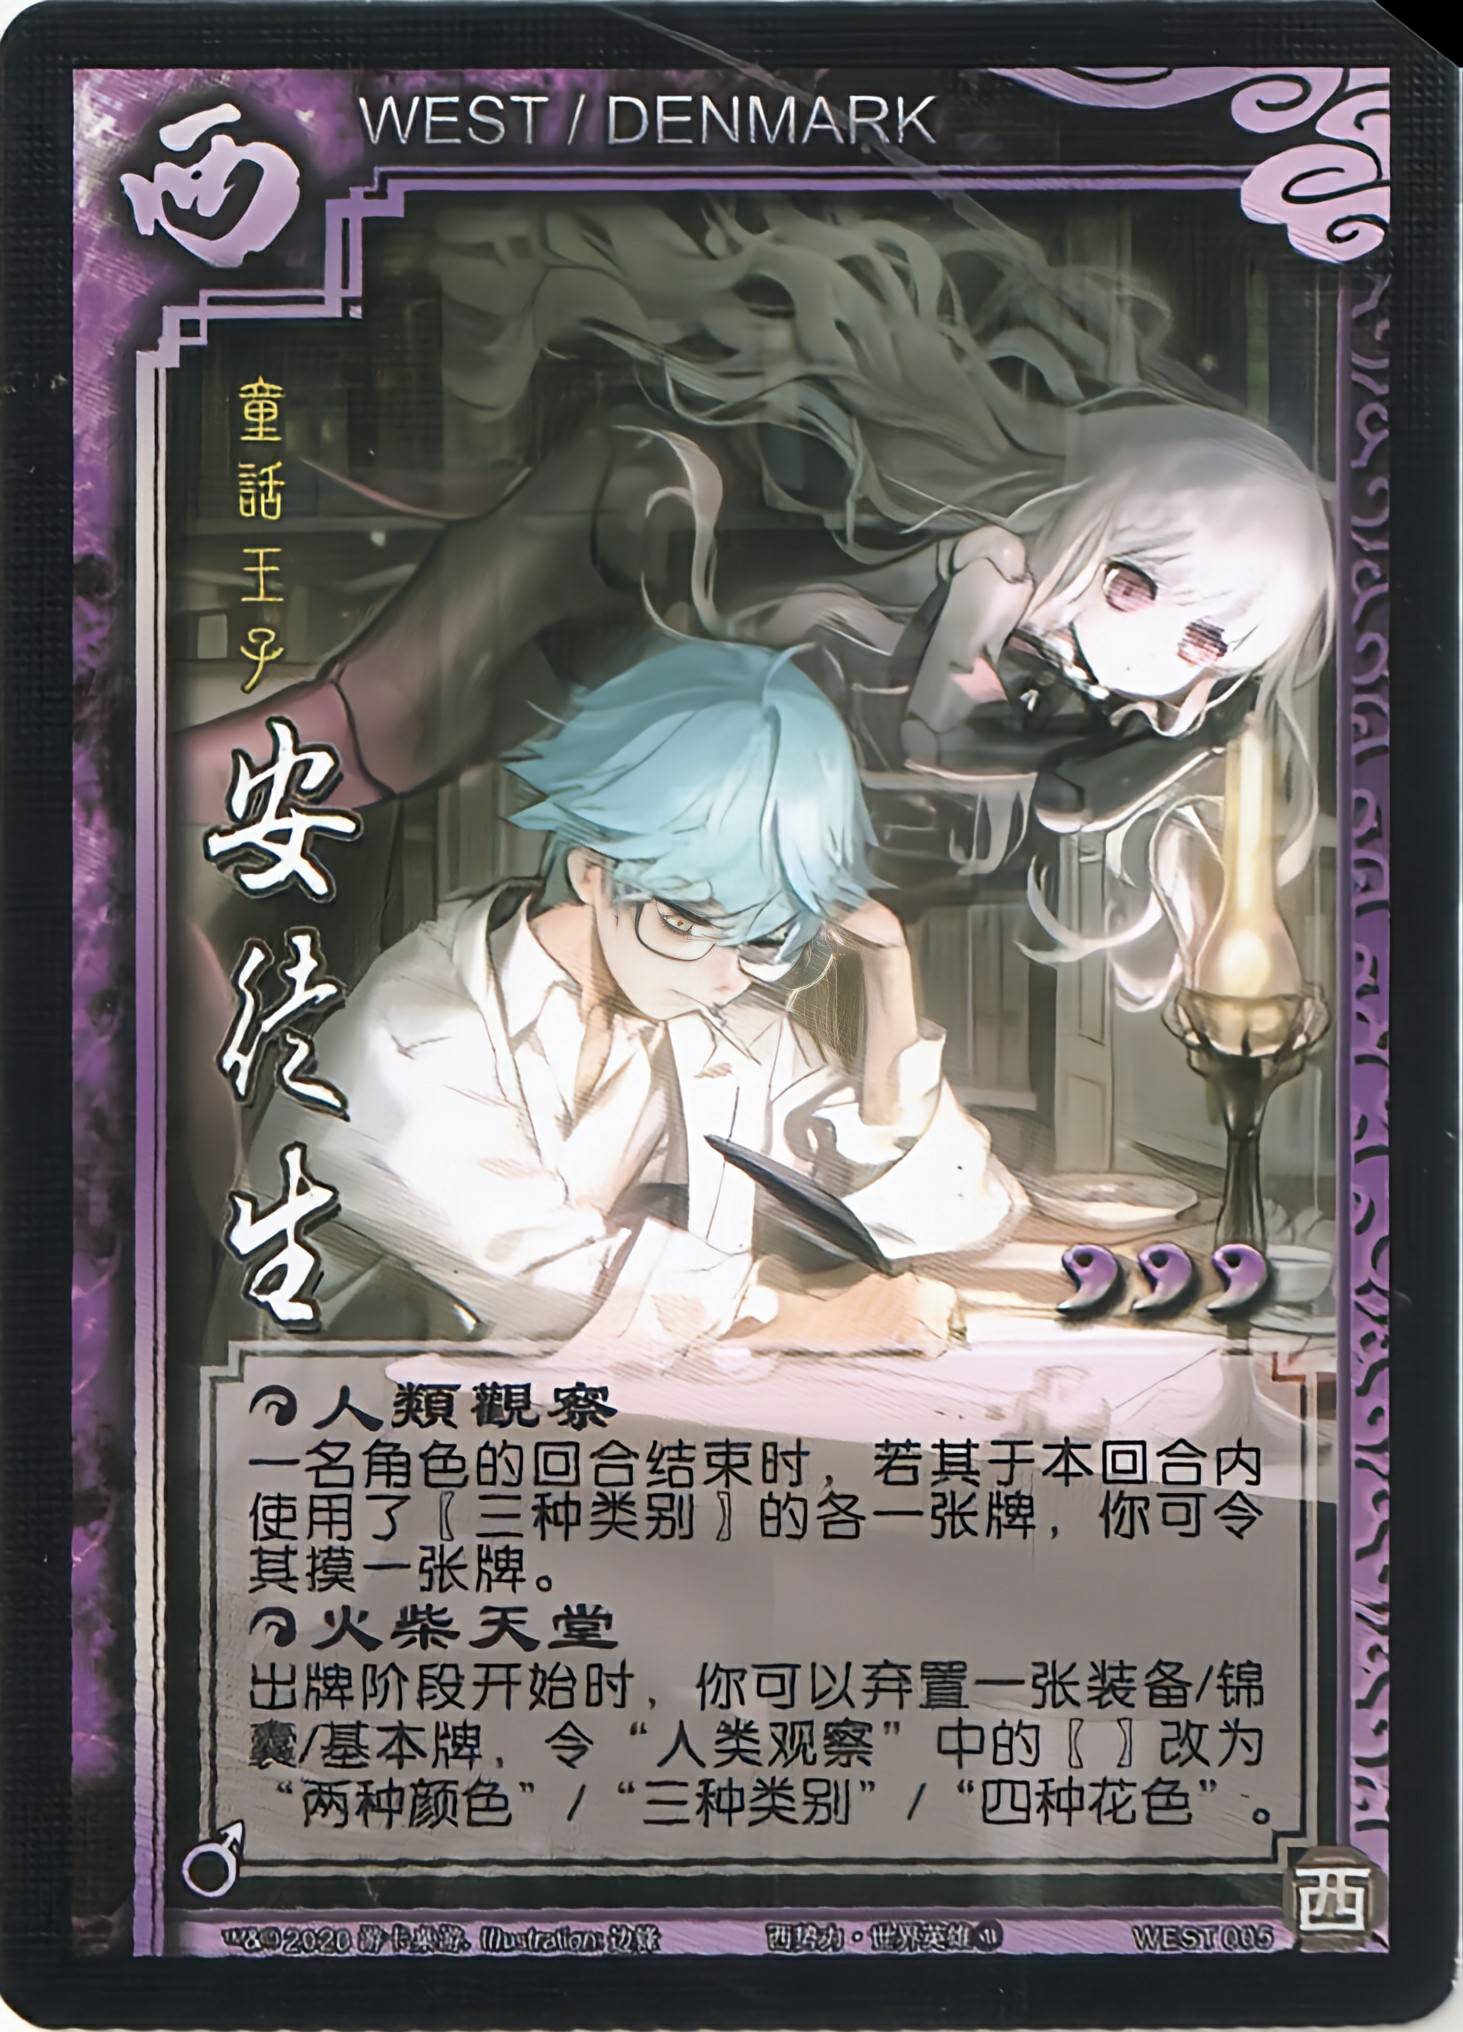 西
WEST / DENMARK
童話王子
安徒生
人類觀察
一名角色的回合结束时，若其于本回合内
使用了〖三种类别〗的各一张牌，你可令
其摸一张牌。
火柴天堂
出牌阶段开始时，你可以弃置一张装备/锦
囊/基本牌，令“人类观察”中的〖 〗改为
“两种颜色” / “三种类别” / “四种花色”。
♂
西
™&©2020 游卡桌游. Illustration:
西势力·世界英雄
WEST 005